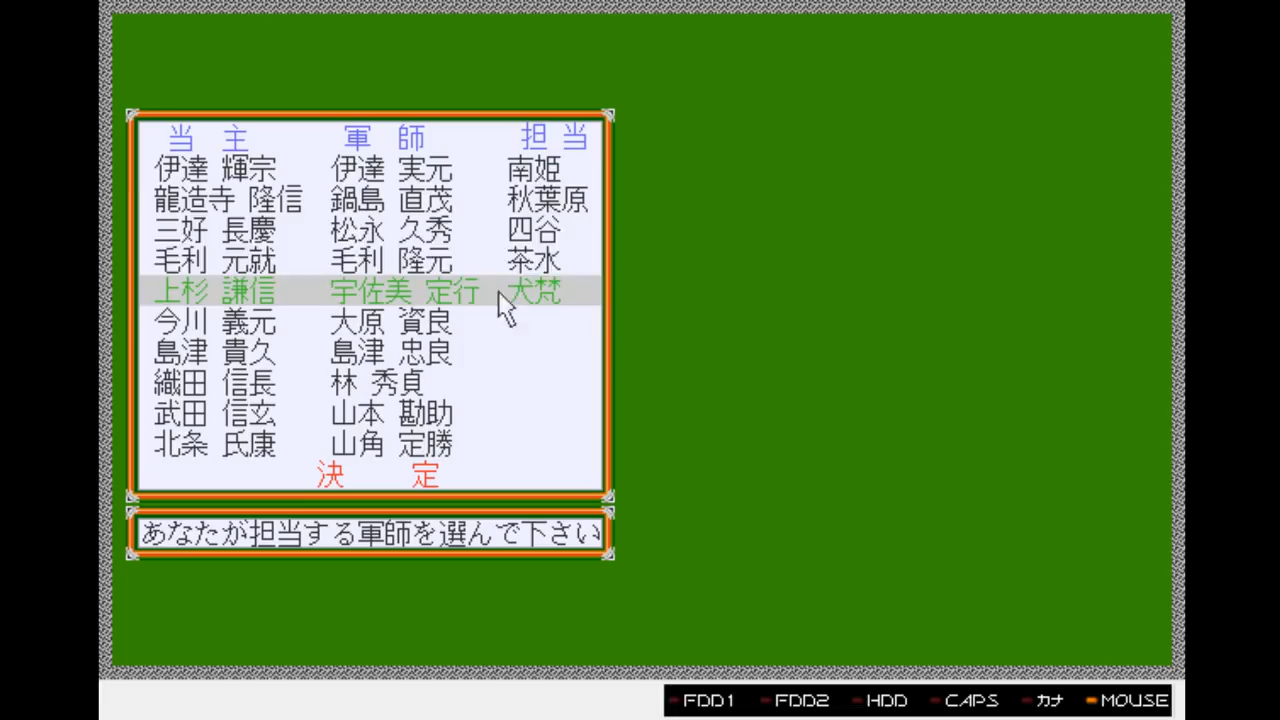 当主 軍師 担当
伊達 輝宗 伊達 実元 南姫
龍造寺 隆信 鍋島 直茂 秋葉原
三好 長慶 松永 久秀 四谷
毛利 元就 毛利 隆元 茶水
上杉 謙信 宇佐美 定行 犬梵
今川 義元 大原 資良
島津 貴久 島津 忠良
織田 信長 林 秀貞
武田 信玄 山本 勘助
北条 氏康 山角 定勝
決定
あなたが担当する軍師を選んで下さい
FDD1 FDD2 HDD CAPS カナ MOUSE